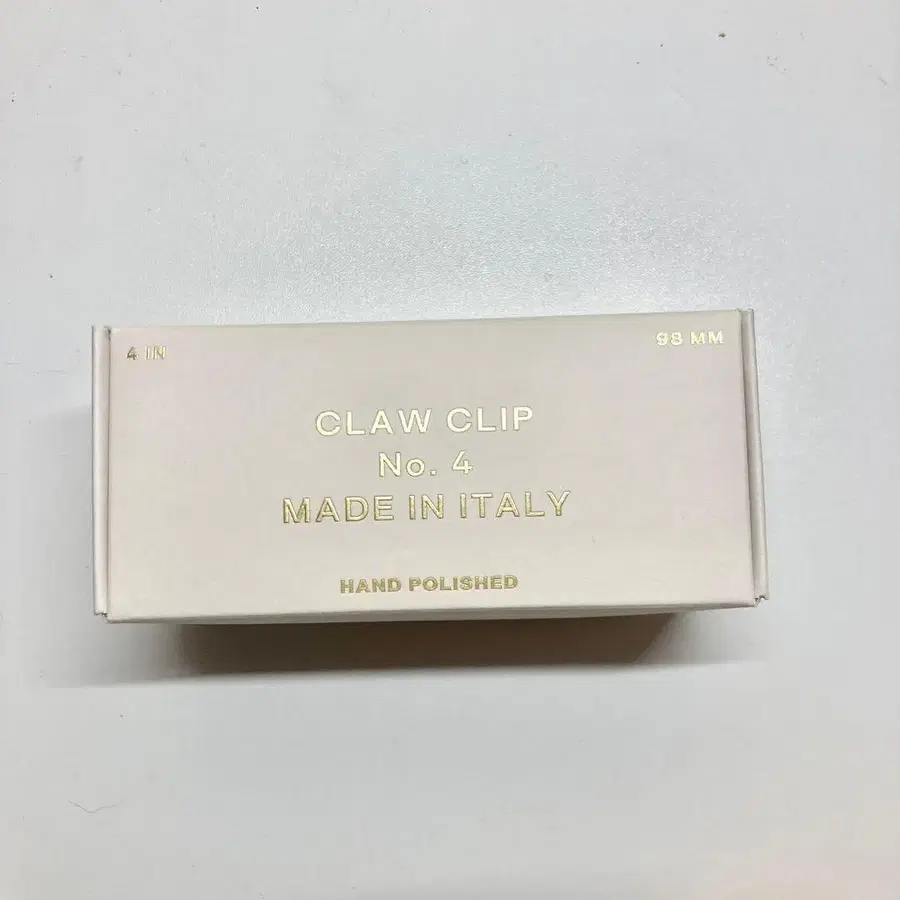 4 IN 98 MM
CLAW CLIP
No. 4
MADE IN ITALY
HAND POLISHED